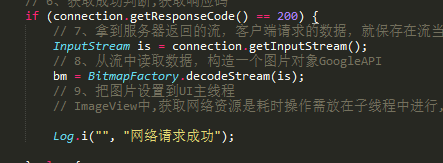 // 6、获取成功判断,获取响应码
if (connection.getResponseCode() == 200) {
// 7、拿到服务器返回的流，客户端请求的数据，就保存在流当
InputStream is = connection.getInputStream();
// 8、从流中读取数据，构造一个图片对象GoogleAPI
bm = BitmapFactory.decodeStream(is);
// 9、把图片设置到UI主线程
// ImageView中,获取网络资源是耗时操作需放在子线程中进行,
Log.i("", "网络请求成功");